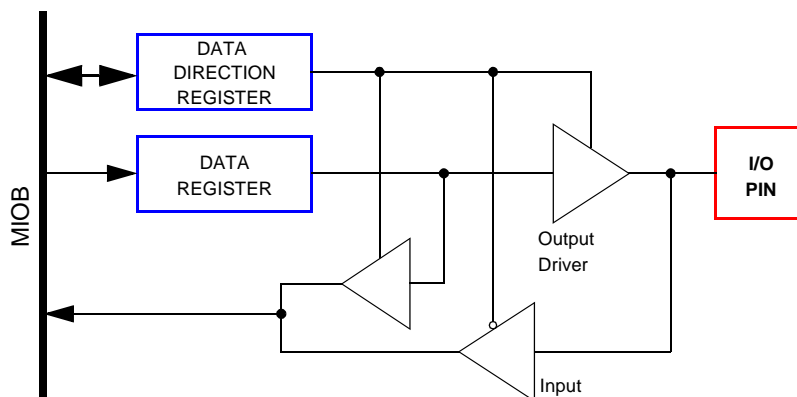 DATA
DIRECTION
REGISTER
DATA
REGISTER
I/O
PIN
MIOB
Output
Driver
Input